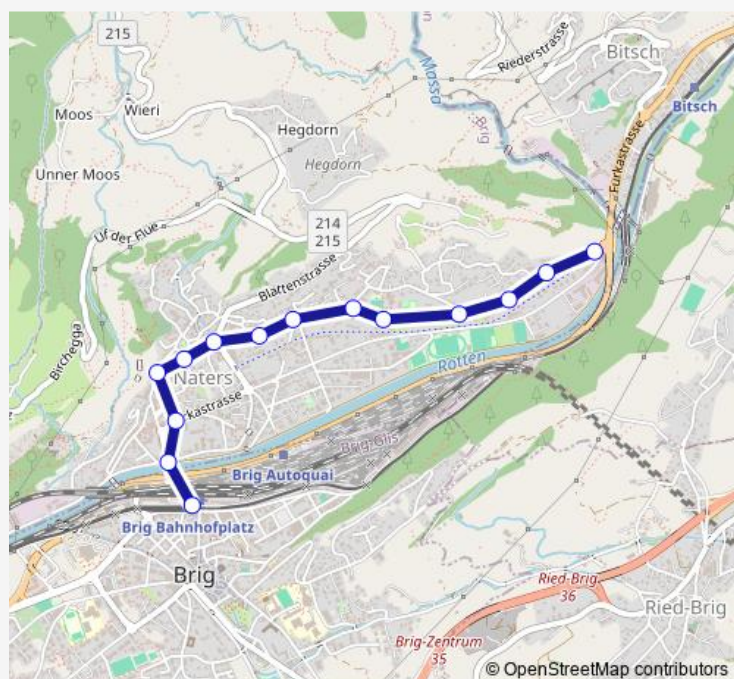 215
Riederstrasse
Bitsch
Massa
Bitsch
Moos
Wieri
Hegdorn
Brig
Furkastrasse
Hegdorn
Unner Moos
Uf der Flüe
214
215
Blattenstrasse
Birchegga
Naters
Rotten
rkastrasse
Brig-Glis
Brig Autoquai
Brig Bahnhofplatz
Brig
Ried-Brig
36
Ried-Brig
Brig-Zentrum
35
© OpenStreetMap contributors